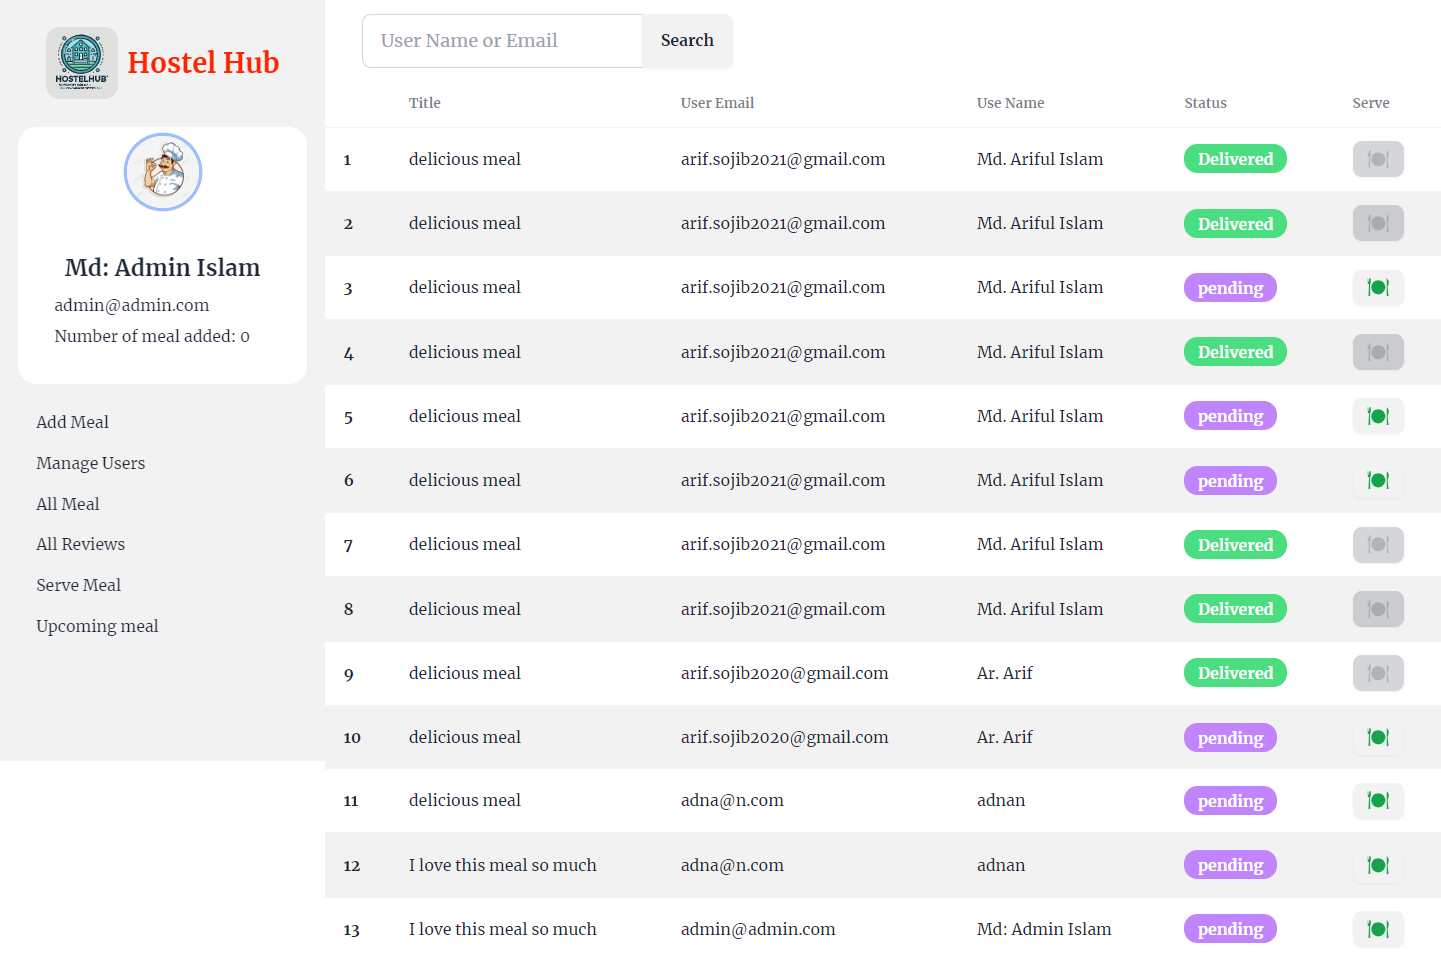 HOSTELHUB
Hostel Hub
Md: Admin Islam
admin@admin.com
Number of meal added: 0
Add Meal
Manage Users
All Meal
All Reviews
Serve Meal
Upcoming meal
User Name or Email Search
Title User Email Use Name Status Serve
1 delicious meal arif.sojib2021@gmail.com Md. Ariful Islam Delivered
2 delicious meal arif.sojib2021@gmail.com Md. Ariful Islam Delivered
3 delicious meal arif.sojib2021@gmail.com Md. Ariful Islam pending
4 delicious meal arif.sojib2021@gmail.com Md. Ariful Islam Delivered
5 delicious meal arif.sojib2021@gmail.com Md. Ariful Islam pending
6 delicious meal arif.sojib2021@gmail.com Md. Ariful Islam pending
7 delicious meal arif.sojib2021@gmail.com Md. Ariful Islam Delivered
8 delicious meal arif.sojib2021@gmail.com Md. Ariful Islam Delivered
9 delicious meal arif.sojib2020@gmail.com Ar. Arif Delivered
10 delicious meal arif.sojib2020@gmail.com Ar. Arif pending
11 delicious meal adna@n.com adnan pending
12 I love this meal so much adna@n.com adnan pending
13 I love this meal so much admin@admin.com Md: Admin Islam pending